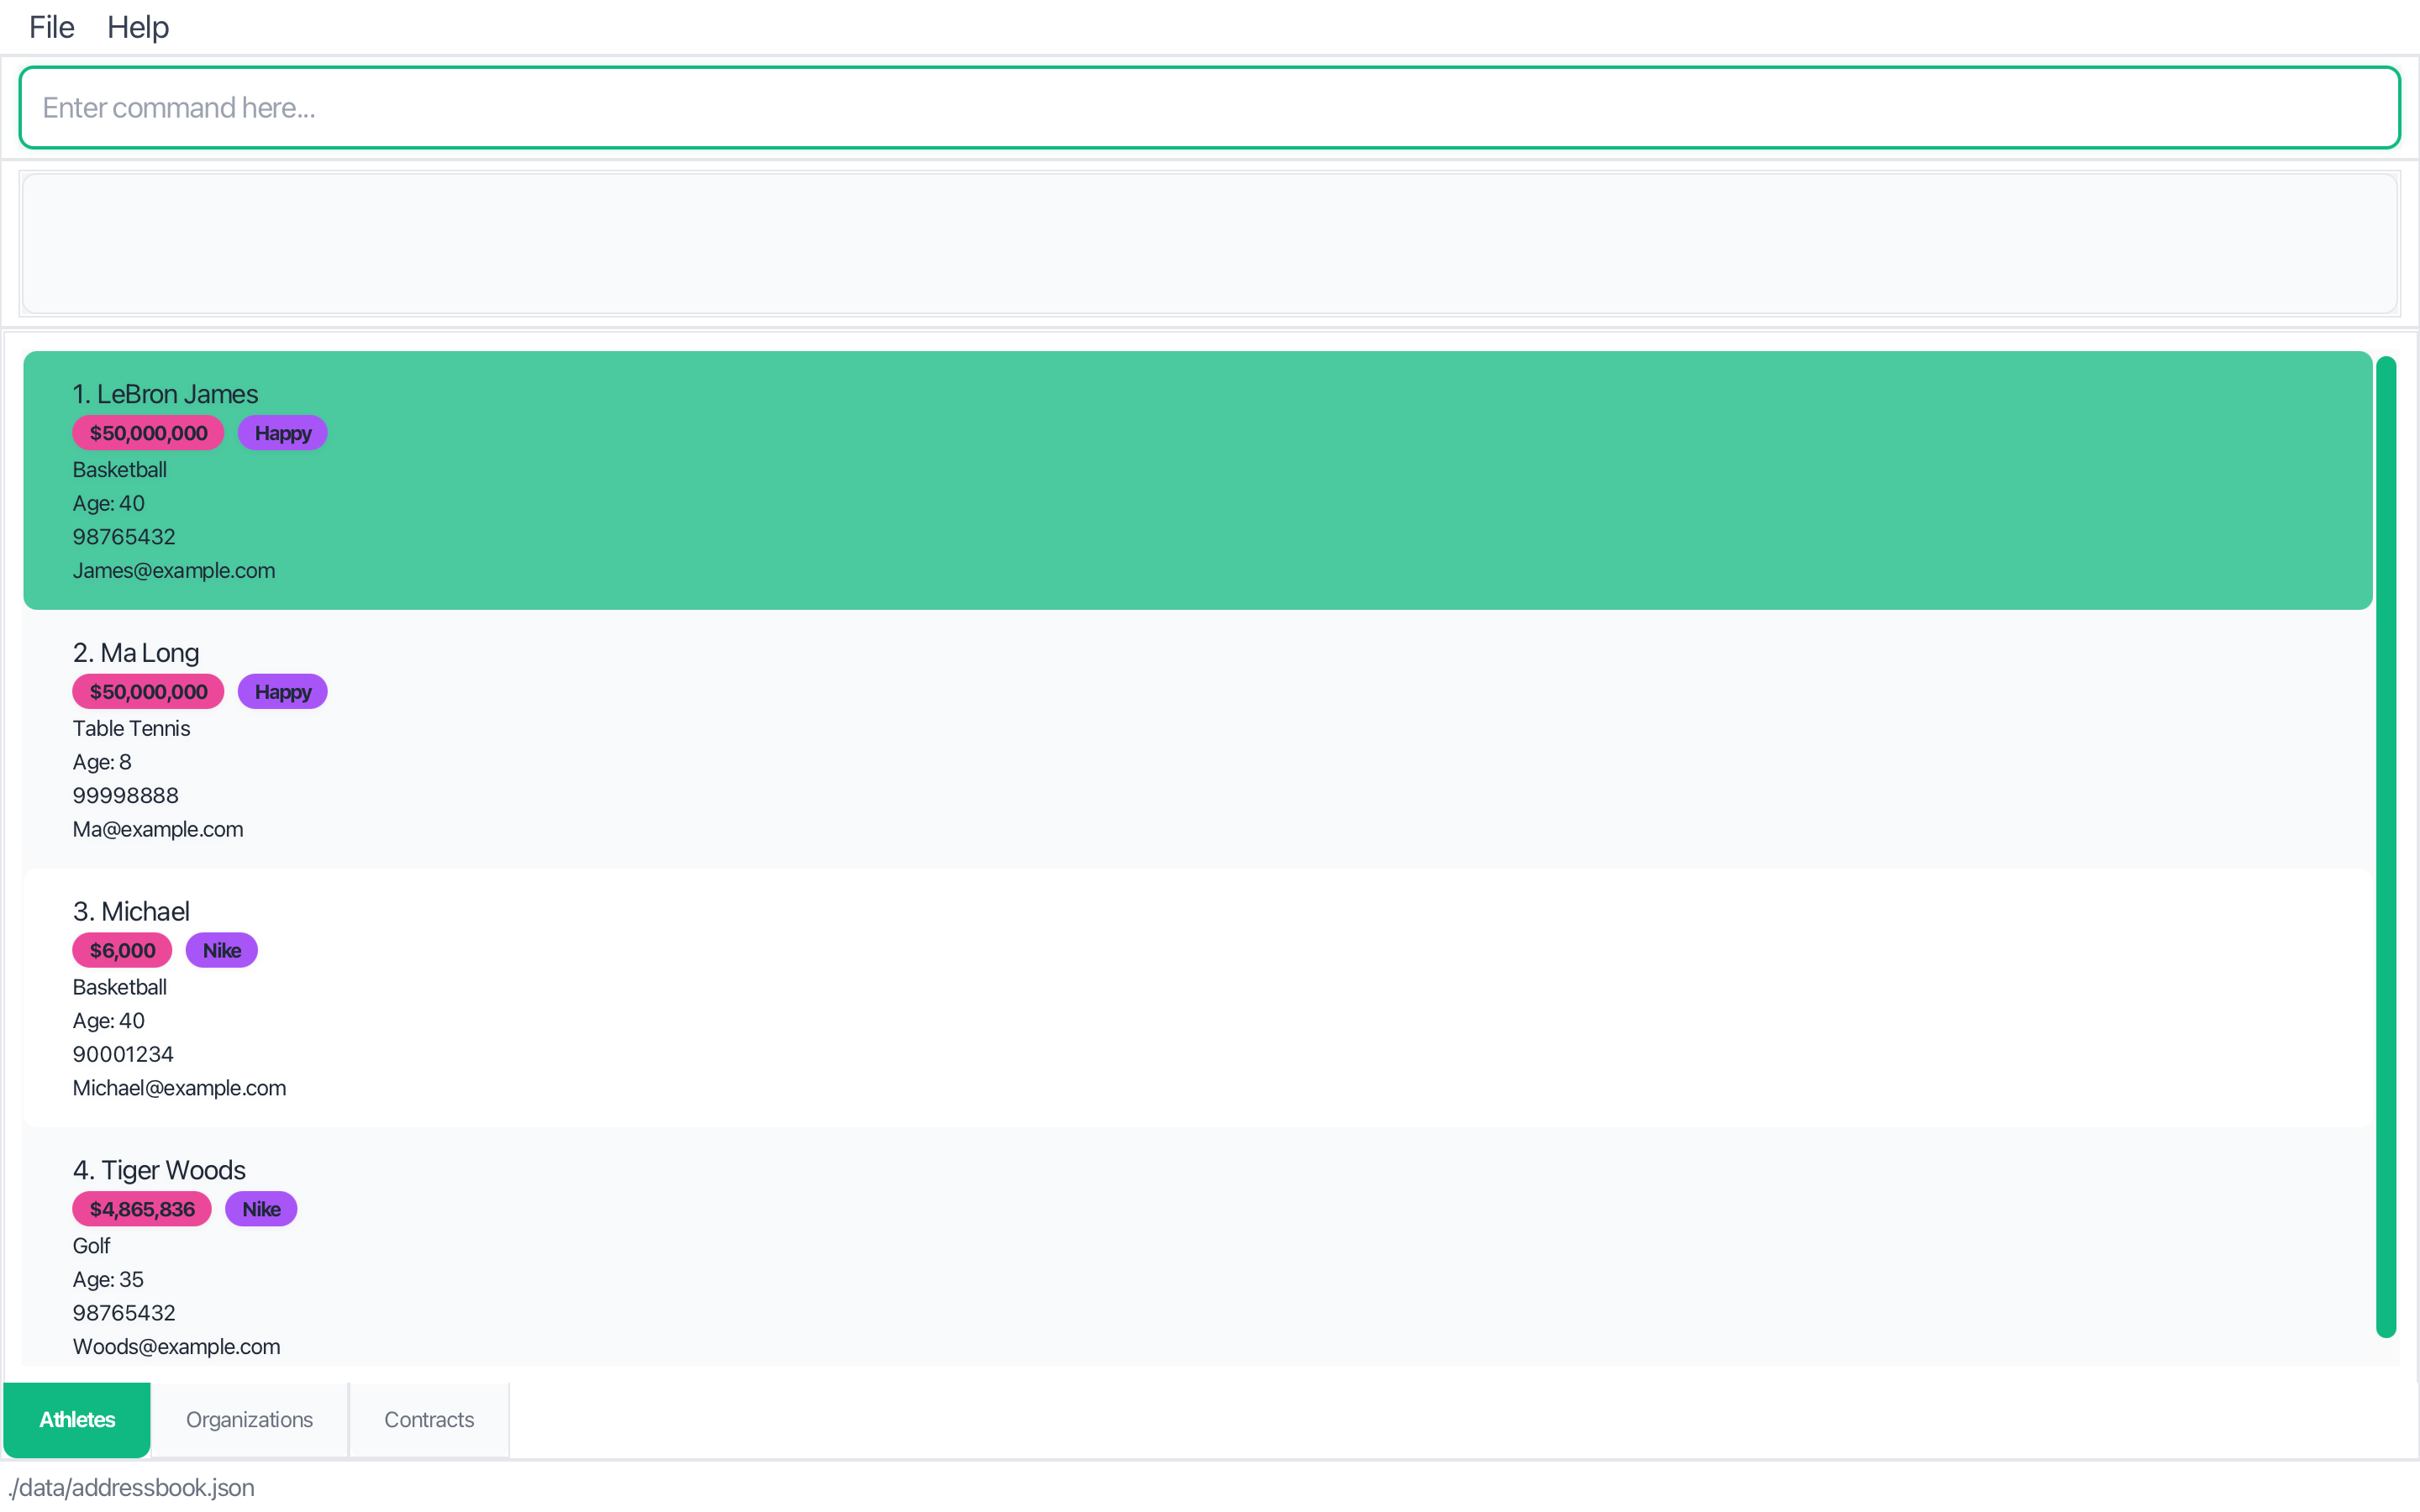 File Help
Enter command here...
1. LeBron James
$50,000,000 Happy
Basketball
Age: 40
98765432
James@example.com
2. Ma Long
$50,000,000 Happy
Table Tennis
Age: 8
99998888
Ma@example.com
3. Michael
$6,000 Nike
Basketball
Age: 40
90001234
Michael@example.com
4. Tiger Woods
$4,865,836 Nike
Golf
Age: 35
98765432
Woods@example.com
Athletes Organizations Contracts
./data/addressbook.json